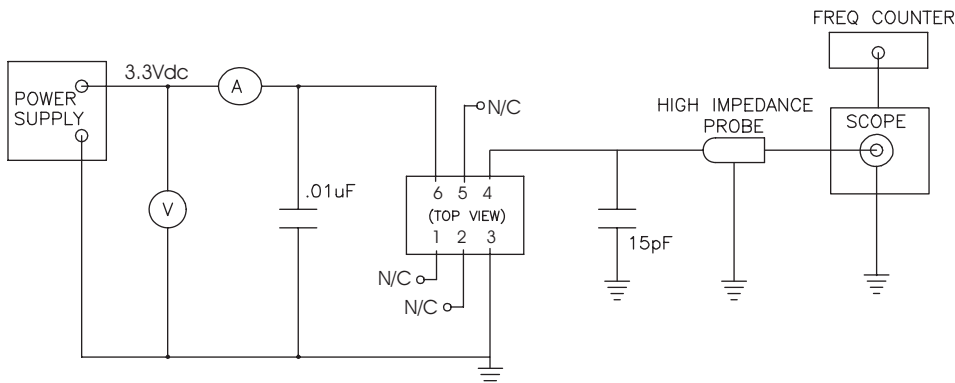 FREQ COUNTER
3.3Vdc
A
POWER
SUPPLY
N/C
HIGH IMPEDANCE
PROBE
SCOPE
V
.01uF
6 5 4
(TOP VIEW)
1 2 3
15pF
N/C
N/C